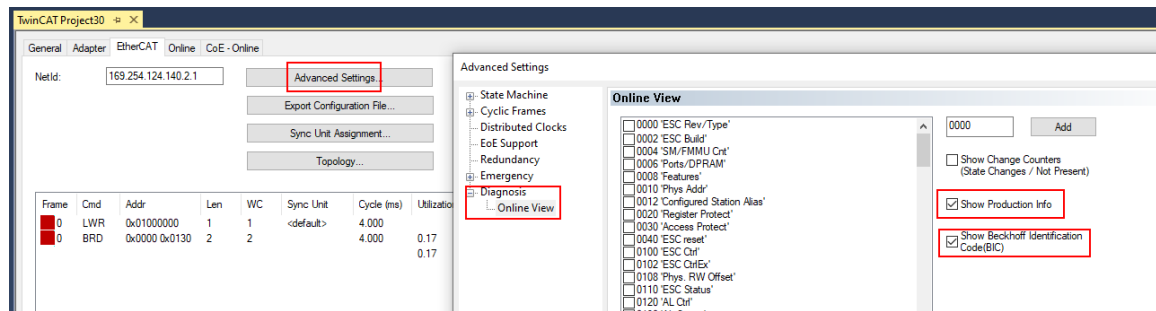 TwinCAT Project30
General Adapter EtherCAT Online CoE - Online
NetId: 169.254.124.140.2.1
Advanced Settings...
Export Configuration File...
Sync Unit Assignment...
Topology...
Frame Cmd Addr Len WC Sync Unit Cycle (ms) Utilizatio
0 LWR 0x01000000 1 1 <default> 4.000
0 BRD 0x0000 0x0130 2 2 4.000 0.17
0.17
Advanced Settings
State Machine
Cyclic Frames
Distributed Clocks
EoE Support
Redundancy
Emergency
Diagnosis
Online View
Online View
0000 'ESC Rev/Type'
0002 'ESC Build'
0004 'SM/FMMU Cnt'
0006 'Ports/DPRAM'
0008 'Features'
0010 'Phys Addr'
0012 'Configured Station Alias'
0020 'Register Protect'
0030 'Access Protect'
0040 'ESC reset'
0100 'ESC Ctrl'
0102 'ESC CtrlEx'
0108 'Phys. RW Offset'
0110 'ESC Status'
0120 'AL Ctrl'
0000 Add
Show Change Counters
(State Changes / Not Present)
Show Production Info
Show Beckhoff Identification
Code(BIC)